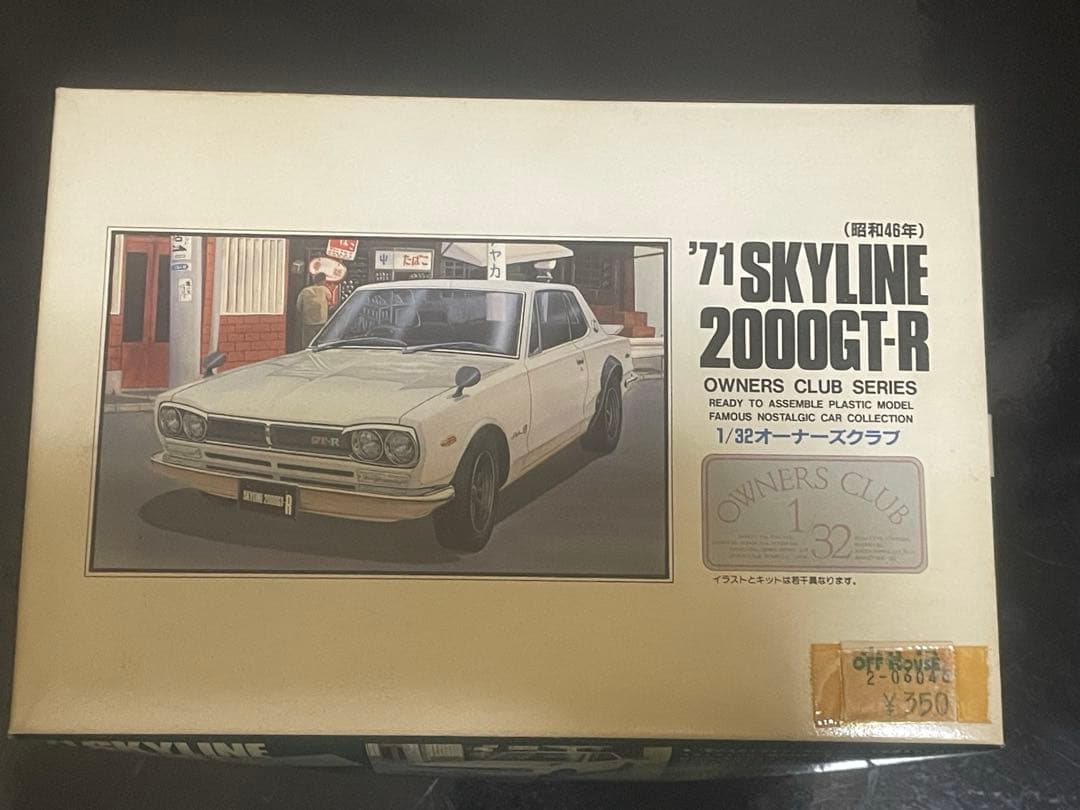 (昭和46年)
'71 SKYLINE
2000GT-R
OWNERS CLUB SERIES
READY TO ASSEMBLE PLASTIC MODEL
FAMOUS NOSTALGIC CAR COLLECTION
1/32オーナーズクラブ
OWNERS CLUB
1
32
イラストとキットは若干異なります。
たばこ
ヤカ
GT-R
SKYLINE 2000GT-R
OFF HOUSE
¥350
'71 SKYLINE